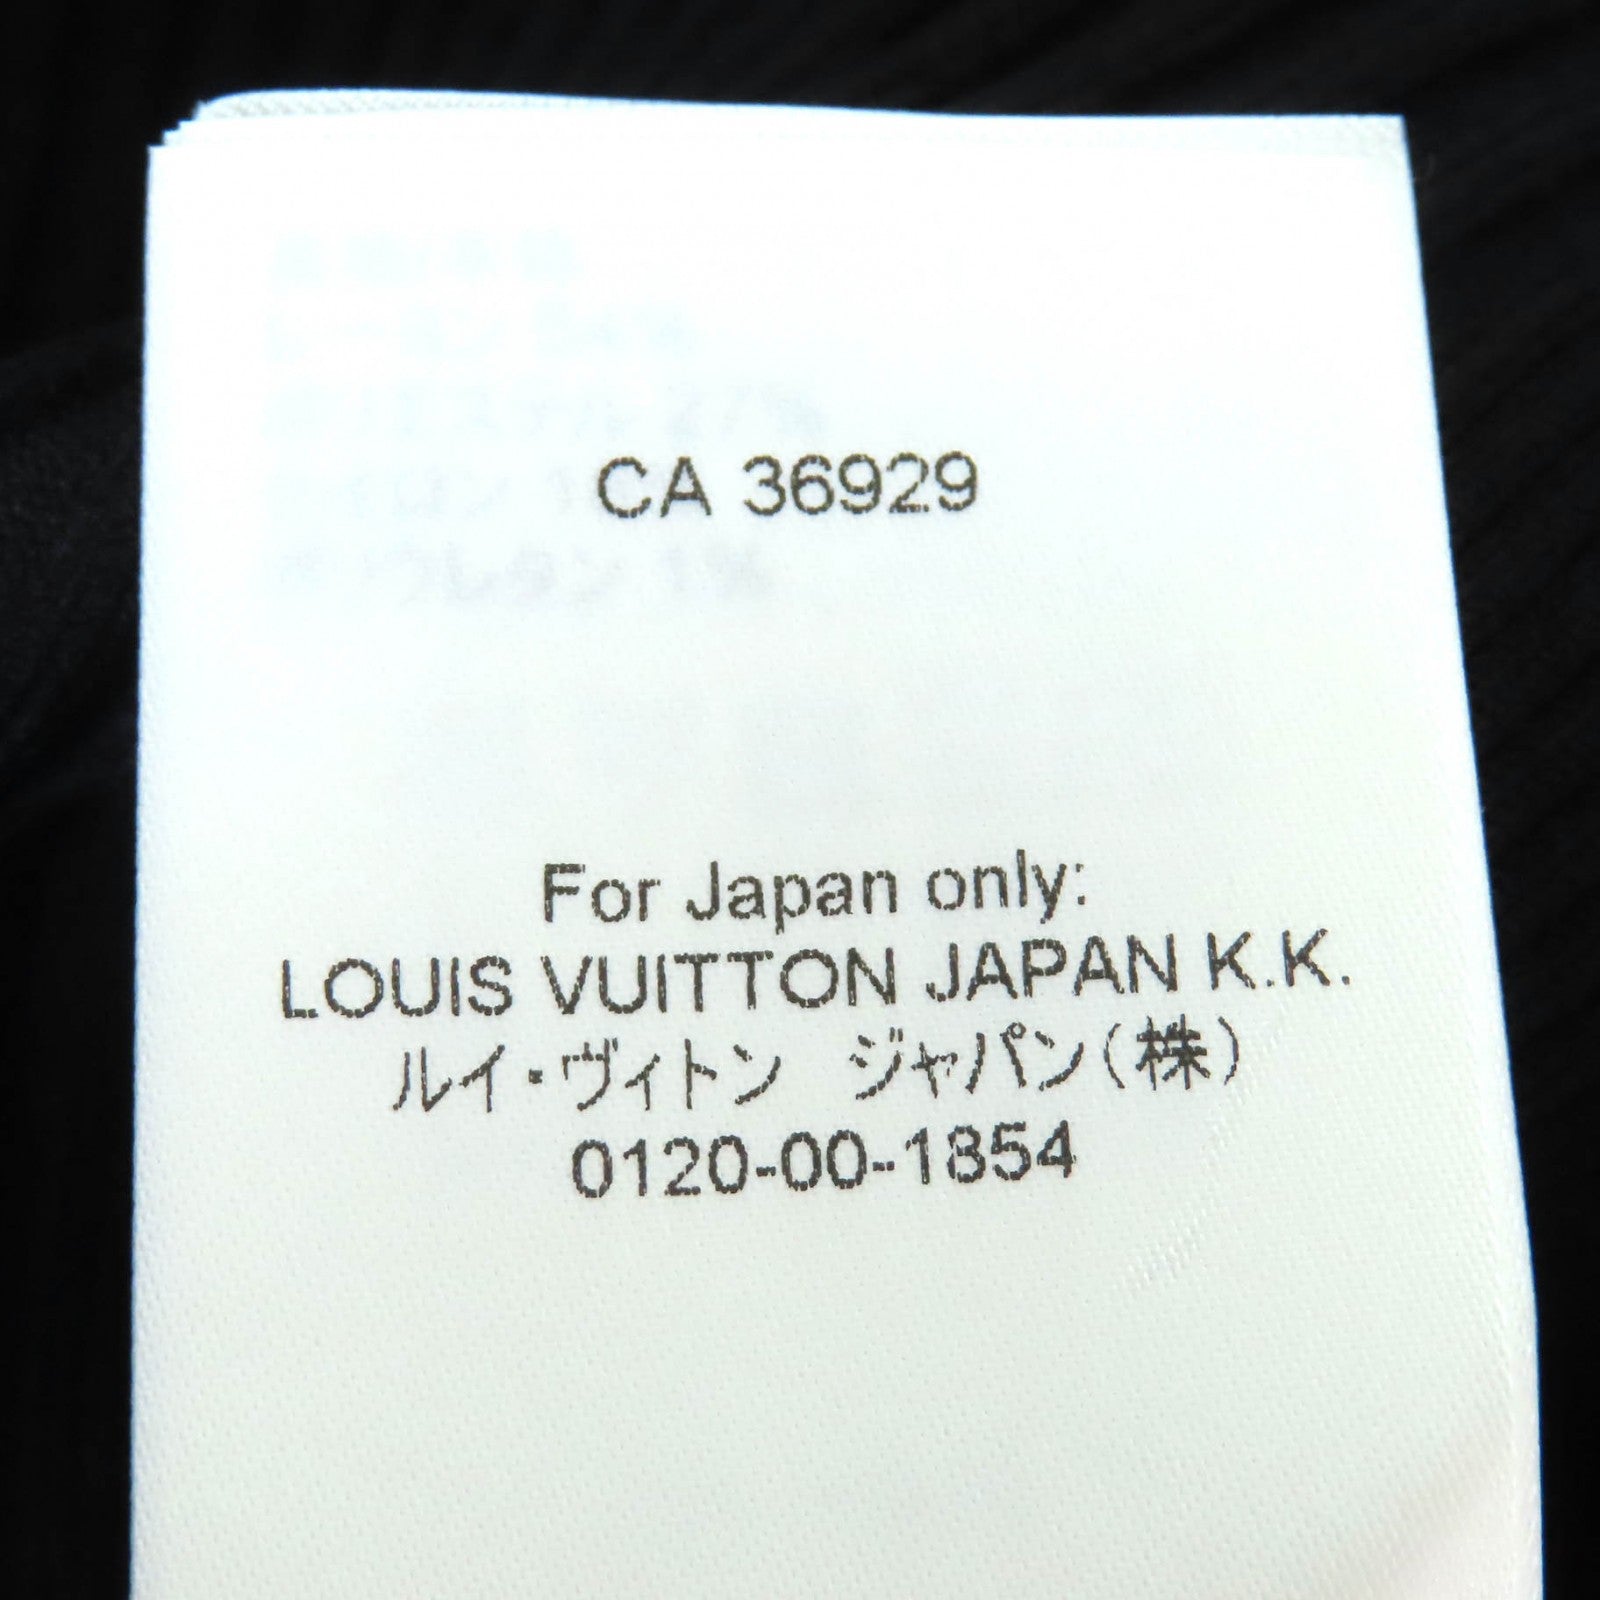 CA 36929
For Japan only:
LOUIS VUITTON JAPAN K.K.
ルイ・ヴィトン ジャパン(株)
0120-00-1854